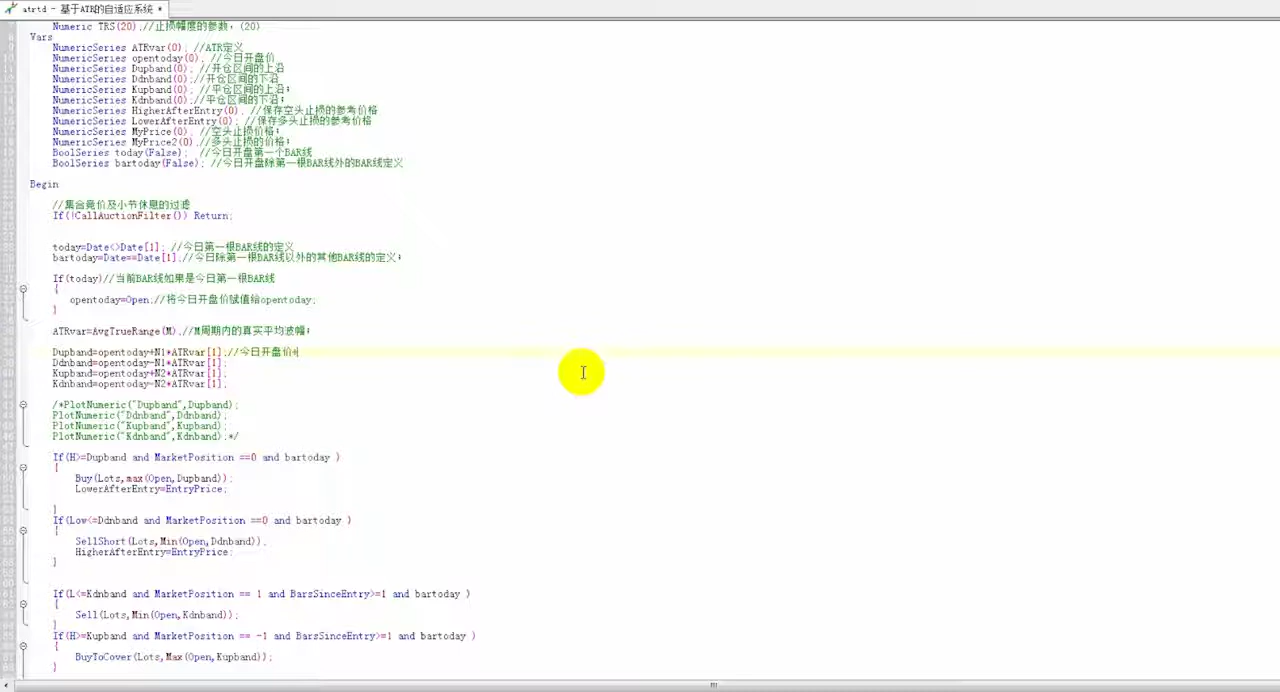 atrtd - 基于ATR的自适应系统 *
Numeric TRS(20);//止损幅度的参数；(20)
Vars
NumericSeries ATRvar(0); //ATR定义
NumericSeries opentoday(0); //今日开盘价
NumericSeries Dupband(0); //开仓区间的上沿
NumericSeries Ddnband(0);//开仓区间的下沿
NumericSeries Kupband(0); //平仓区间的上沿；
NumericSeries Kdnband(0);//平仓区间的下沿；
NumericSeries HigherAfterEntry(0); //保存空头止损的参考价格
NumericSeries LowerAfterEntry(0); //保存多头止损的参考价格
NumericSeries MyPrice(0); //空头止损价格；
NumericSeries MyPrice2(0);//多头止损的价格；
BoolSeries today(False);  //今日开盘第一个BAR线
BoolSeries bartoday(False); //今日开盘除第一根BAR线外的BAR线定义
Begin
//集合竞价及小节休息的过滤
If(!CallAuctionFilter()) Return;
today=Date<>Date[1]; //今日第一根BAR线的定义
bartoday=Date==Date[1];//今日除第一根BAR线以外的其他BAR线的定义；
If(today)//当前BAR线如果是今日第一根BAR线
{
opentoday=Open;//将今日开盘价赋值给opentoday;
}
ATRvar=AvgTrueRange(M);//M周期内的真实平均波幅；
Dupband=opentoday+N1*ATRvar[1];//今日开盘价+
Ddnband=opentoday-N1*ATRvar[1];
Kupband=opentoday+N2*ATRvar[1];
Kdnband=opentoday-N2*ATRvar[1];
/*PlotNumeric("Dupband",Dupband);
PlotNumeric("Ddnband",Ddnband);
PlotNumeric("Kupband",Kupband);
PlotNumeric("Kdnband",Kdnband);*/
If(H>=Dupband and MarketPosition ==0 and bartoday )
{
Buy(Lots,max(Open,Dupband));
LowerAfterEntry=EntryPrice;
}
If(Low<=Ddnband and MarketPosition ==0 and bartoday )
{
SellShort(Lots,Min(Open,Ddnband));
HigherAfterEntry=EntryPrice;
}
If(L<=Kdnband and MarketPosition == 1 and BarsSinceEntry>=1 and bartoday )
{
Sell(Lots,Min(Open,Kdnband));
}
If(H>=Kupband and MarketPosition == -1 and BarsSinceEntry>=1 and bartoday )
{
BuyToCover(Lots,Max(Open,Kupband));
}